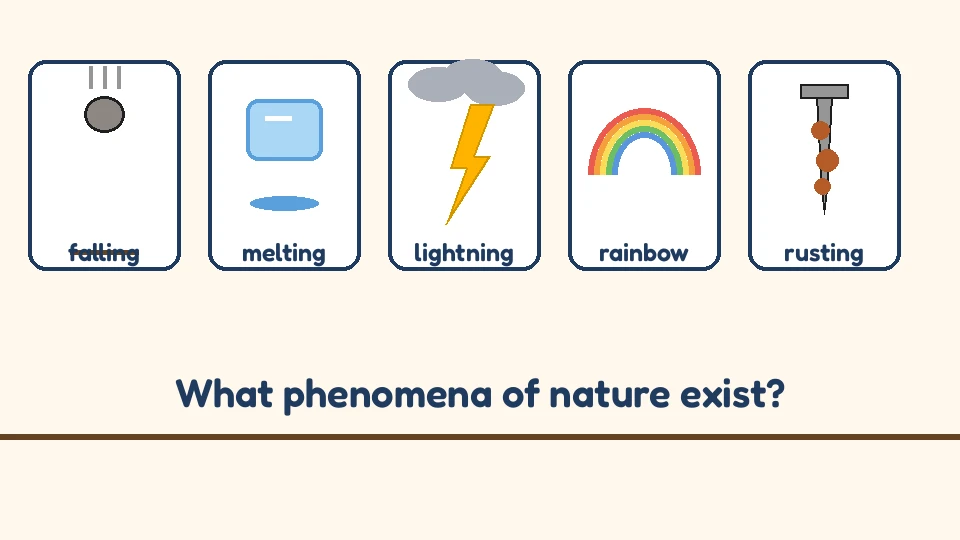 falling
melting
lightning
rainbow
rusting
What phenomena of nature exist?